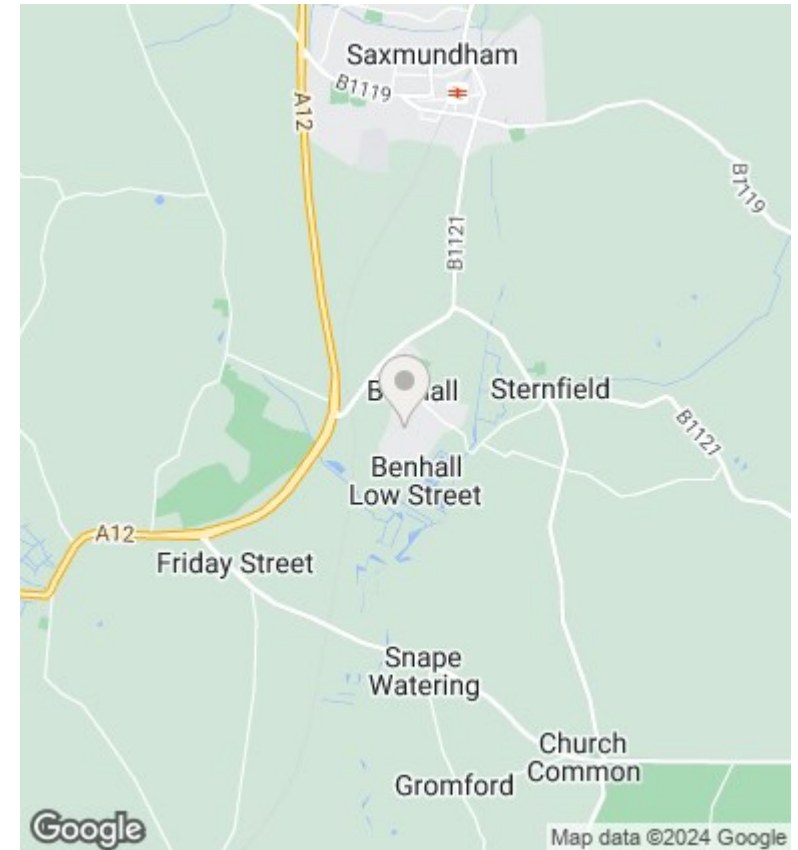 Saxmundham
B1119
A12
B1119
B1121
B
all
Sternfield
B1121
Benhall
Low Street
A12
Friday Street
Snape
Watering
Church
Common
Gromford
Google
Map data ©2024 Google